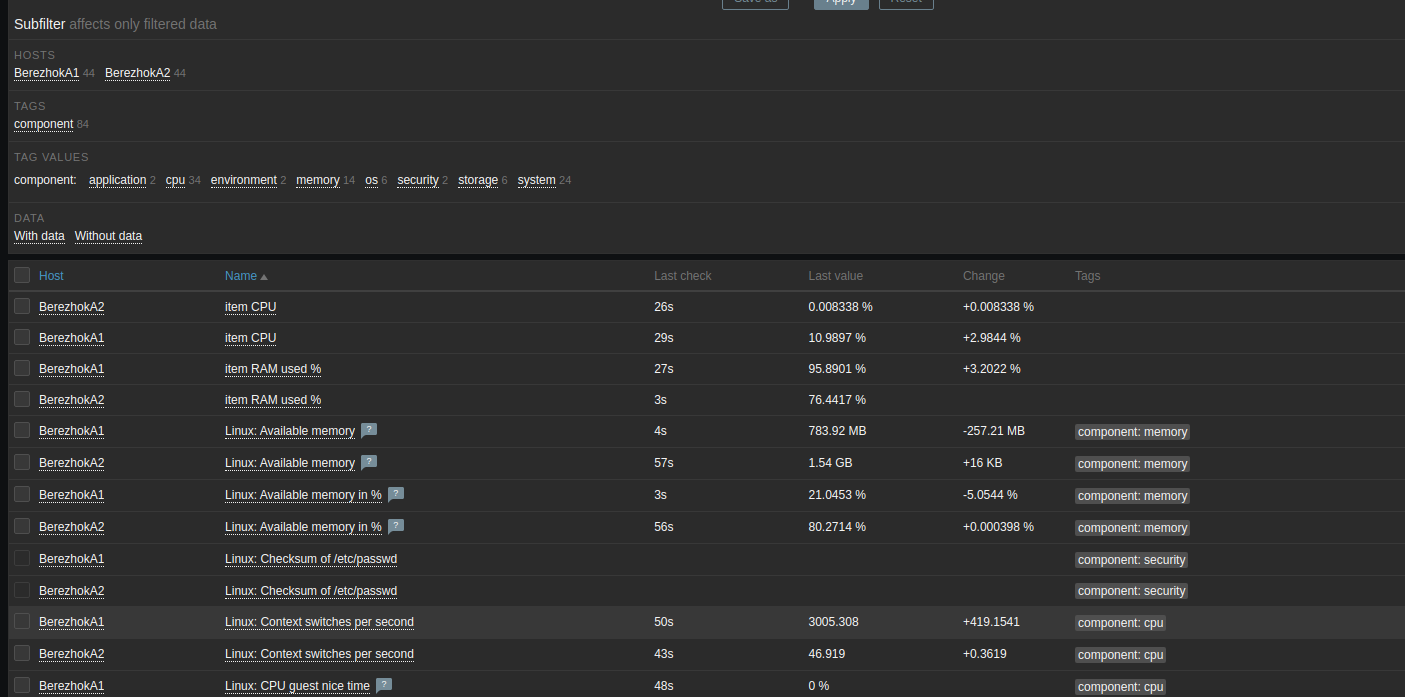 Save as Apply Reset
Subfilter affects only filtered data
HOSTS
BerezhokA1 44 BerezhokA2 44
TAGS
component 84
TAG VALUES
component: application 2 cpu 34 environment 2 memory 14 os 6 security 2 storage 6 system 24
DATA
With data Without data
Host Name Last check Last value Change Tags
BerezhokA2 item CPU 26s 0.008338 % +0.008338 %
BerezhokA1 item CPU 29s 10.9897 % +2.9844 %
BerezhokA1 item RAM used % 27s 95.8901 % +3.2027 %
BerezhokA2 item RAM used % 3s 76.4417 %
BerezhokA1 Linux: Available memory ? 4s 783.92 MB -257.21 MB component: memory
BerezhokA2 Linux: Available memory ? 57s 1.54 GB +16 KB component: memory
BerezhokA1 Linux: Available memory in % ? 3s 21.0453 % -5.0544 % component: memory
BerezhokA2 Linux: Available memory in % ? 56s 80.2714 % +0.000398 % component: memory
BerezhokA1 Linux: Checksum of /etc/passwd component: security
BerezhokA2 Linux: Checksum of /etc/passwd component: security
BerezhokA1 Linux: Context switches per second 50s 3005.308 +419.1541 component: cpu
BerezhokA2 Linux: Context switches per second 43s 46.919 +0.3619 component: cpu
BerezhokA1 Linux: CPU guest nice time ? 48s 0 % component: cpu